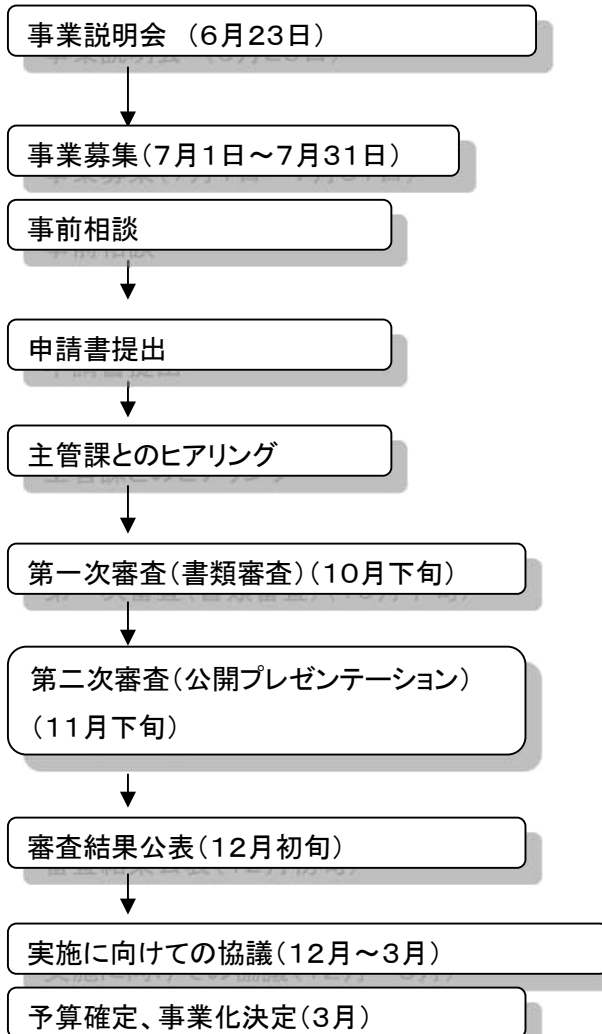 事業説明会　（６月２３日）
事業募集（７月１日～７月３１日）
事前相談
申請書提出
主管課とのヒアリング
第一次審査（書類審査）（１０月下旬）
第二次審査（公開プレゼンテーション）
（１１月下旬）
審査結果公表（１２月初旬）
実施に向けての協議（１２月～３月）
予算確定、事業化決定（３月）